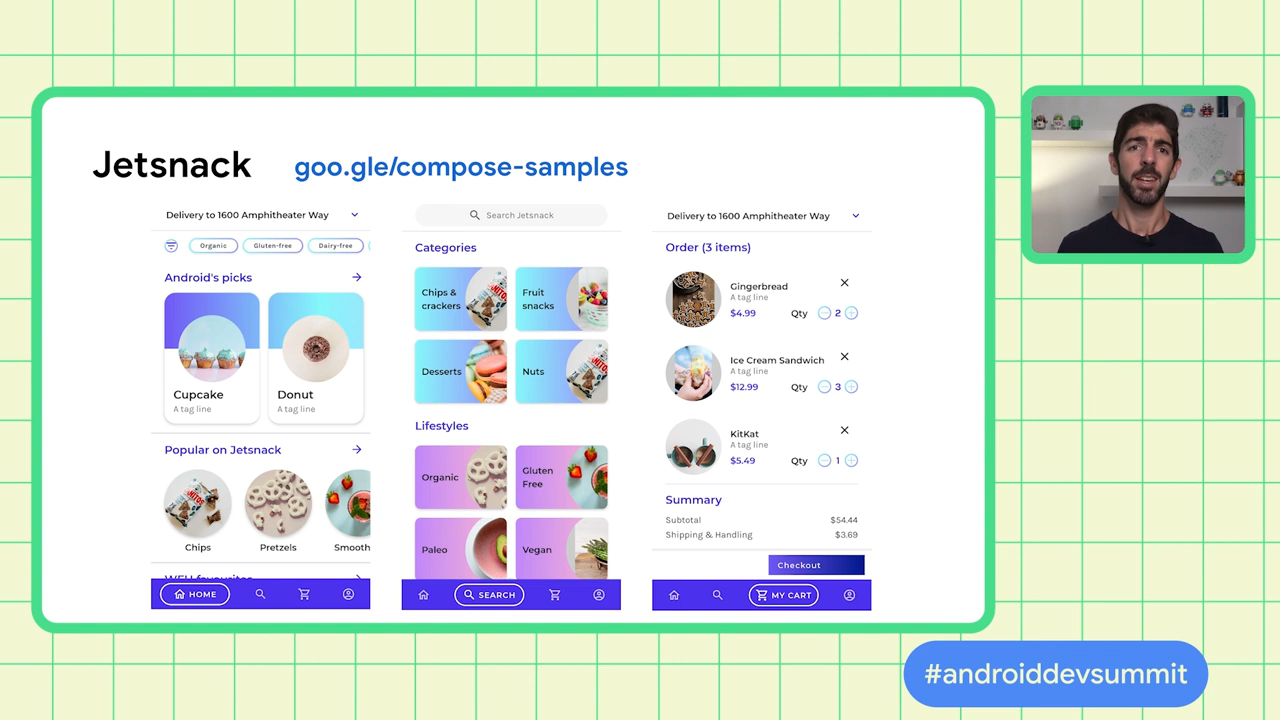 Jetsnack
goo.gle/compose-samples
Delivery to 1600 Amphitheater Way
Organic
Gluten-free
Dairy-free
Android's picks
Cupcake
A tag line
Donut
A tag line
Popular on Jetsnack
Chips
Pretzels
Smooth
HOME
Search Jetsnack
Categories
Chips &
crackers
Fruit
snacks
Desserts
Nuts
Lifestyles
Organic
Gluten
Free
Paleo
Vegan
SEARCH
Delivery to 1600 Amphitheater Way
Order (3 items)
Gingerbread
A tag line
$4.99 Qty 2
Ice Cream Sandwich
A tag line
$12.99 Qty 3
KitKat
A tag line
$5.49 Qty 1
Summary
Subtotal $54.44
Shipping & Handling $3.69
Checkout
MY CART
#androiddevsummit